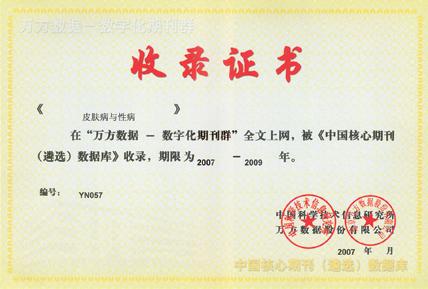 万方数据－数字化期刊群
收录证书
《 皮肤病与性病 》
在“万方数据 － 数字化期刊群”全文上网，被《中国核心期刊
（遴选）数据库》收录，期限为 2007 －2009 年。
编号： YN057
中国科学技术信息研究所
万方数据股份有限公司
2007 年 月
中国核心期刊（遴选）数据库